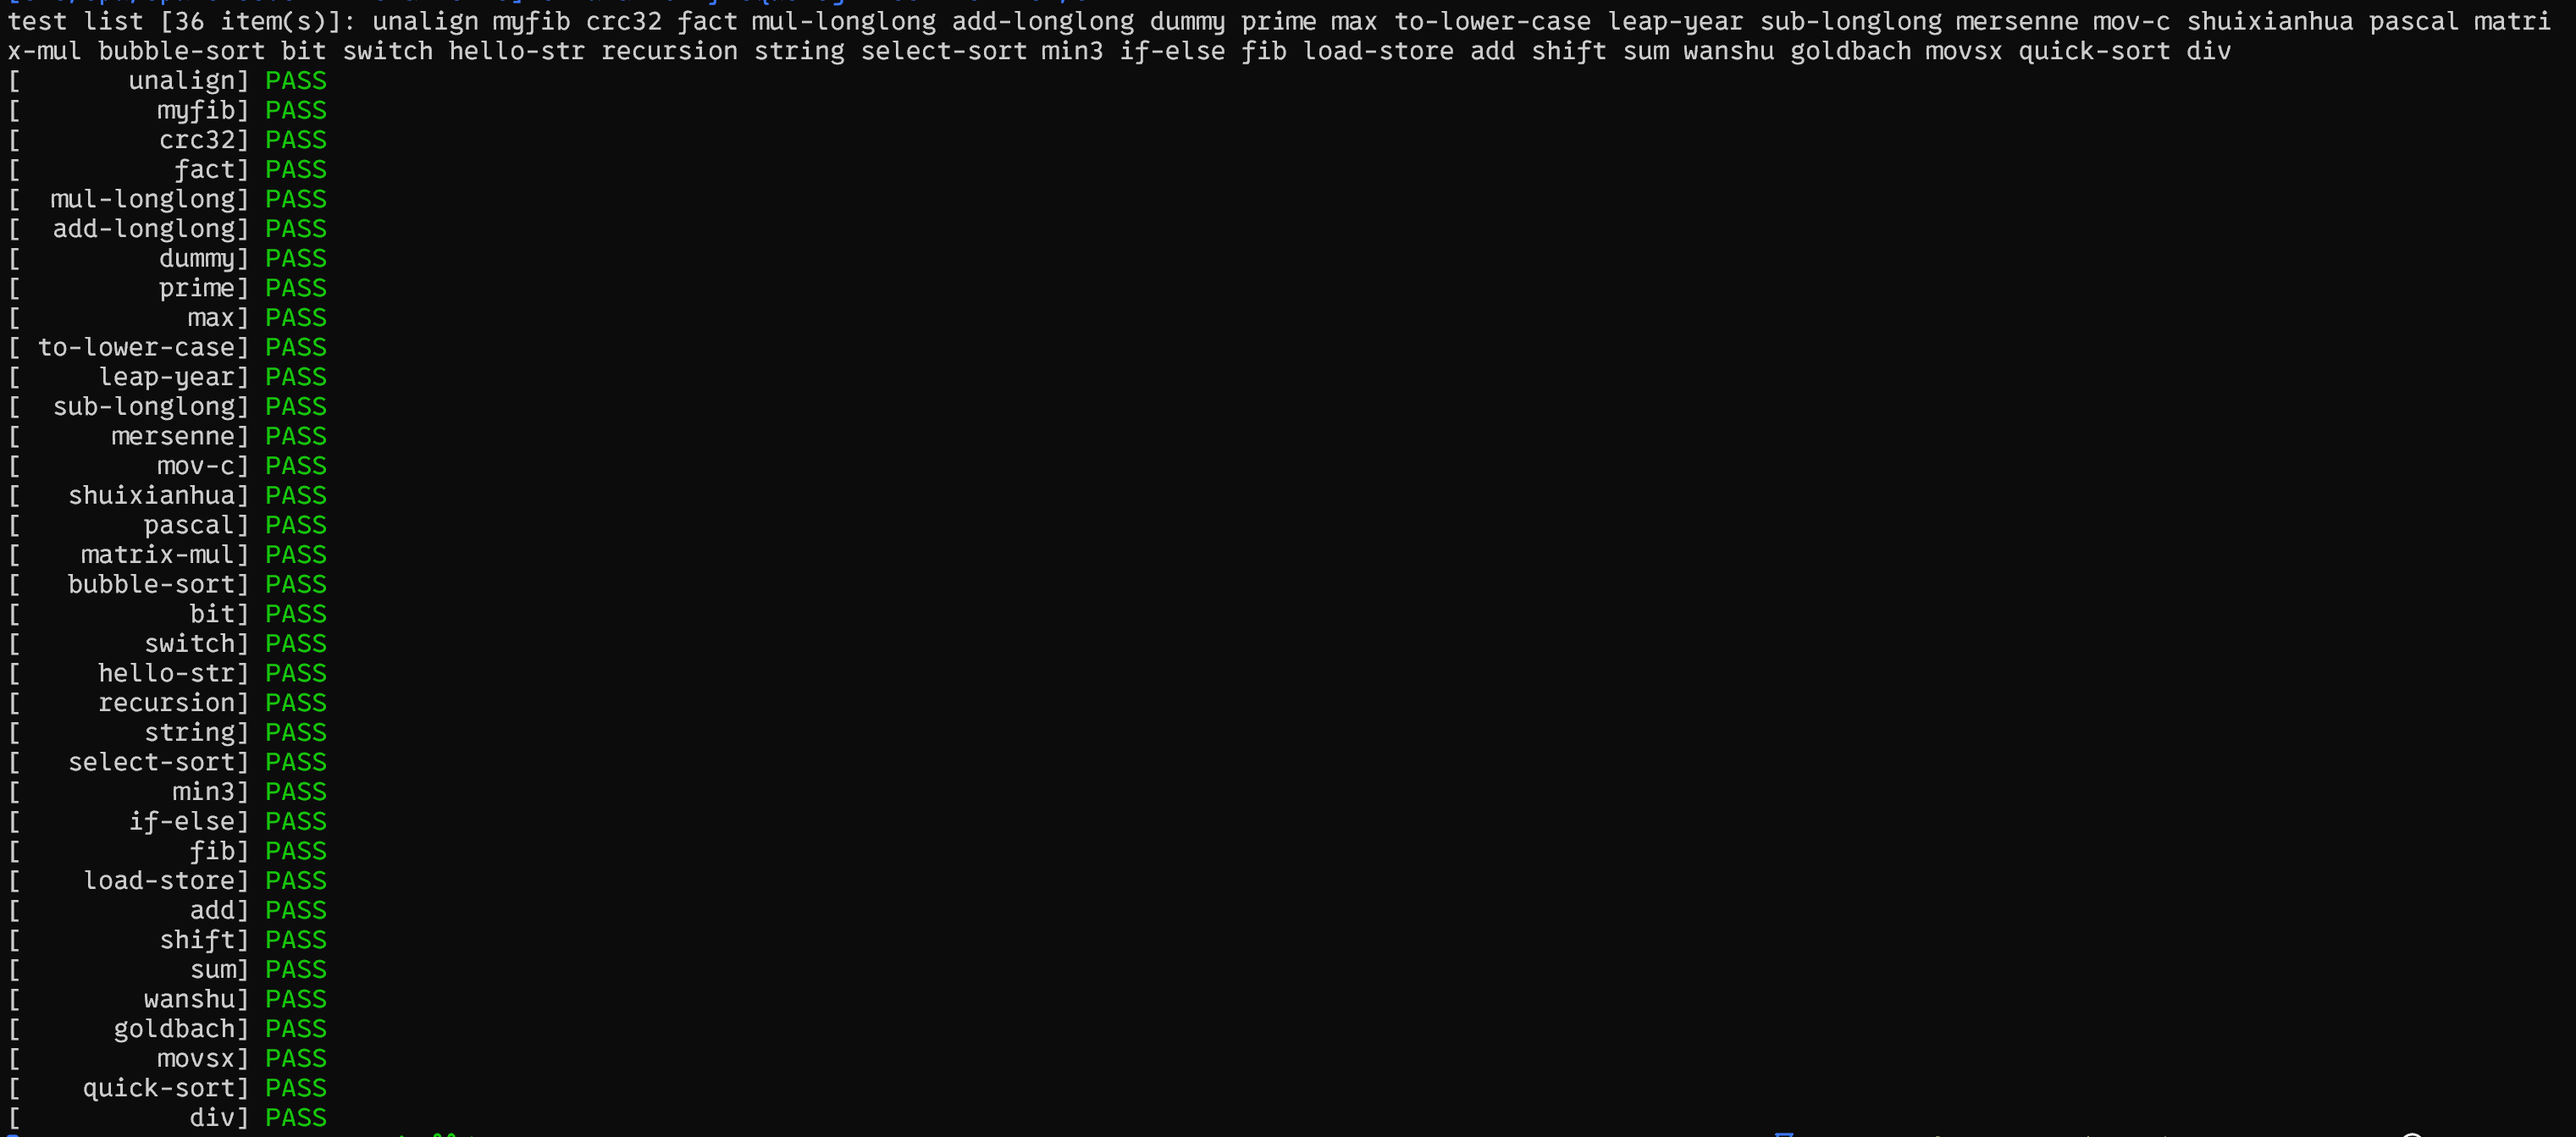 test list [36 item(s)]: unalign myfib crc32 fact mul-longlong add-longlong dummy prime max to-lower-case leap-year sub-longlong mersenne mov-c shuixianhua pascal matri
x-mul bubble-sort bit switch hello-str recursion string select-sort min3 if-else fib load-store add shift sum wanshu goldbach movsx quick-sort div
[       unalign] PASS
[         myfib] PASS
[         crc32] PASS
[          fact] PASS
[  mul-longlong] PASS
[  add-longlong] PASS
[         dummy] PASS
[         prime] PASS
[           max] PASS
[ to-lower-case] PASS
[     leap-year] PASS
[  sub-longlong] PASS
[      mersenne] PASS
[         mov-c] PASS
[   shuixianhua] PASS
[        pascal] PASS
[    matrix-mul] PASS
[   bubble-sort] PASS
[           bit] PASS
[        switch] PASS
[     hello-str] PASS
[     recursion] PASS
[        string] PASS
[   select-sort] PASS
[          min3] PASS
[       if-else] PASS
[           fib] PASS
[    load-store] PASS
[           add] PASS
[         shift] PASS
[           sum] PASS
[        wanshu] PASS
[      goldbach] PASS
[         movsx] PASS
[    quick-sort] PASS
[           div] PASS